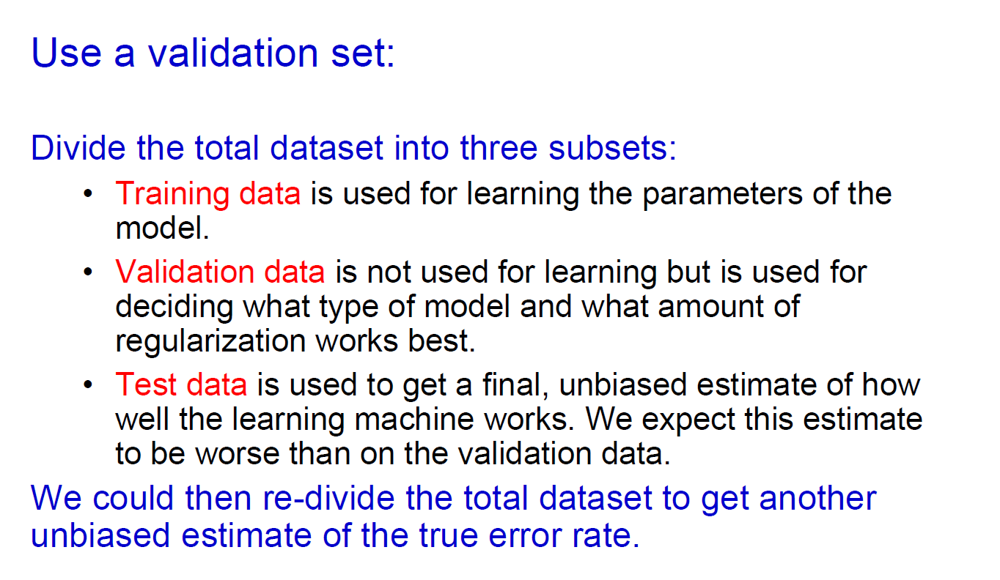 Use a validation set:
Divide the total dataset into three subsets:
• Training data is used for learning the parameters of the
model.
• Validation data is not used for learning but is used for
deciding what type of model and what amount of
regularization works best.
• Test data is used to get a final, unbiased estimate of how
well the learning machine works. We expect this estimate
to be worse than on the validation data.
We could then re-divide the total dataset to get another
unbiased estimate of the true error rate.